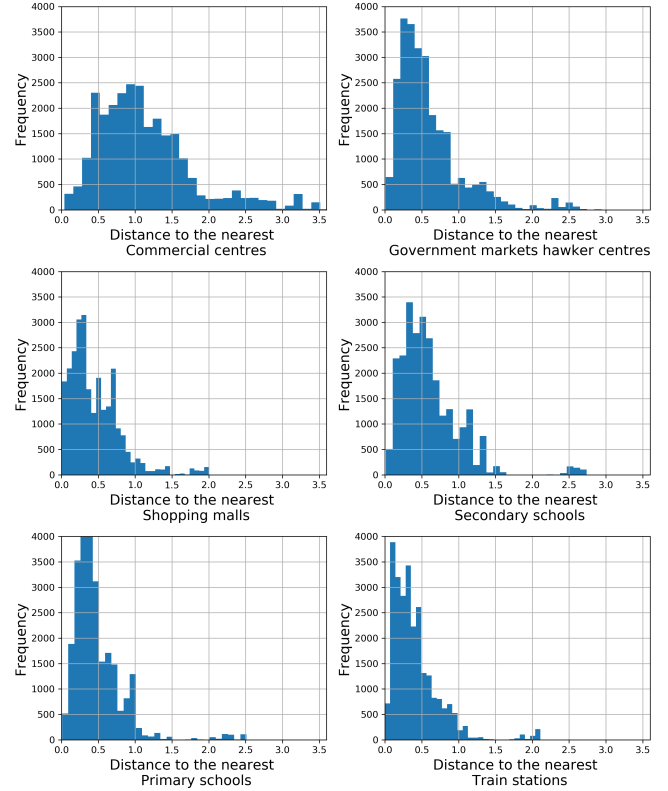 4000
3500
3000
2500
2000
1500
1000
500
0
Frequency
0.0 0.5 1.0 1.5 2.0 2.5 3.0 3.5
Distance to the nearest
Commercial centres
4000
3500
3000
2500
2000
1500
1000
500
0
Frequency
0.0 0.5 1.0 1.5 2.0 2.5 3.0 3.5
Distance to the nearest
Government markets hawker centres
4000
3500
3000
2500
2000
1500
1000
500
0
Frequency
0.0 0.5 1.0 1.5 2.0 2.5 3.0 3.5
Distance to the nearest
Shopping malls
4000
3500
3000
2500
2000
1500
1000
500
0
Frequency
0.0 0.5 1.0 1.5 2.0 2.5 3.0 3.5
Distance to the nearest
Secondary schools
4000
3500
3000
2500
2000
1500
1000
500
0
Frequency
0.0 0.5 1.0 1.5 2.0 2.5 3.0 3.5
Distance to the nearest
Primary schools
4000
3500
3000
2500
2000
1500
1000
500
0
Frequency
0.0 0.5 1.0 1.5 2.0 2.5 3.0 3.5
Distance to the nearest
Train stations